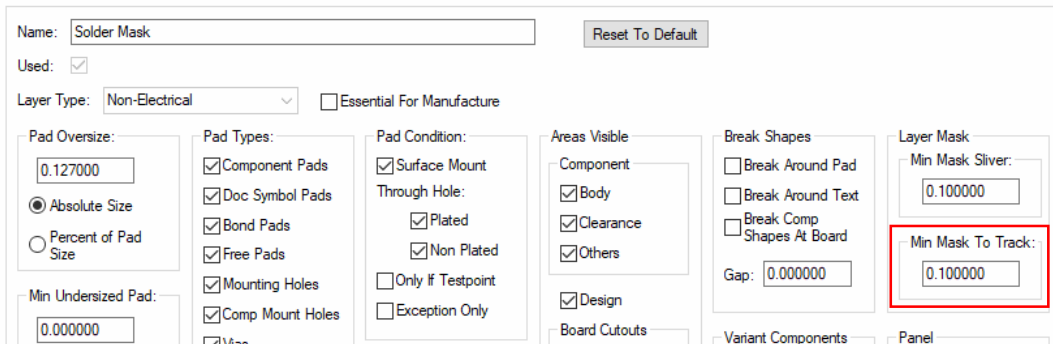 Name: Solder Mask Reset To Default
Used:
Layer Type: Non-Electrical Essential For Manufacture
Pad Oversize:
0.127000
Absolute Size
Percent of Pad
Size
Min Undersized Pad:
0.000000
Pad Types:
Component Pads
Doc Symbol Pads
Bond Pads
Free Pads
Mounting Holes
Comp Mount Holes
Vias
Pad Condition:
Surface Mount
Through Hole:
Plated
Non Plated
Only If Testpoint
Exception Only
Areas Visible
Component
Body
Clearance
Others
Design
Board Cutouts
Break Shapes
Break Around Pad
Break Around Text
Break Comp
Shapes At Board
Gap: 0.000000
Variant Components
Layer Mask
Min Mask Sliver:
0.100000
Min Mask To Track:
0.100000
Panel